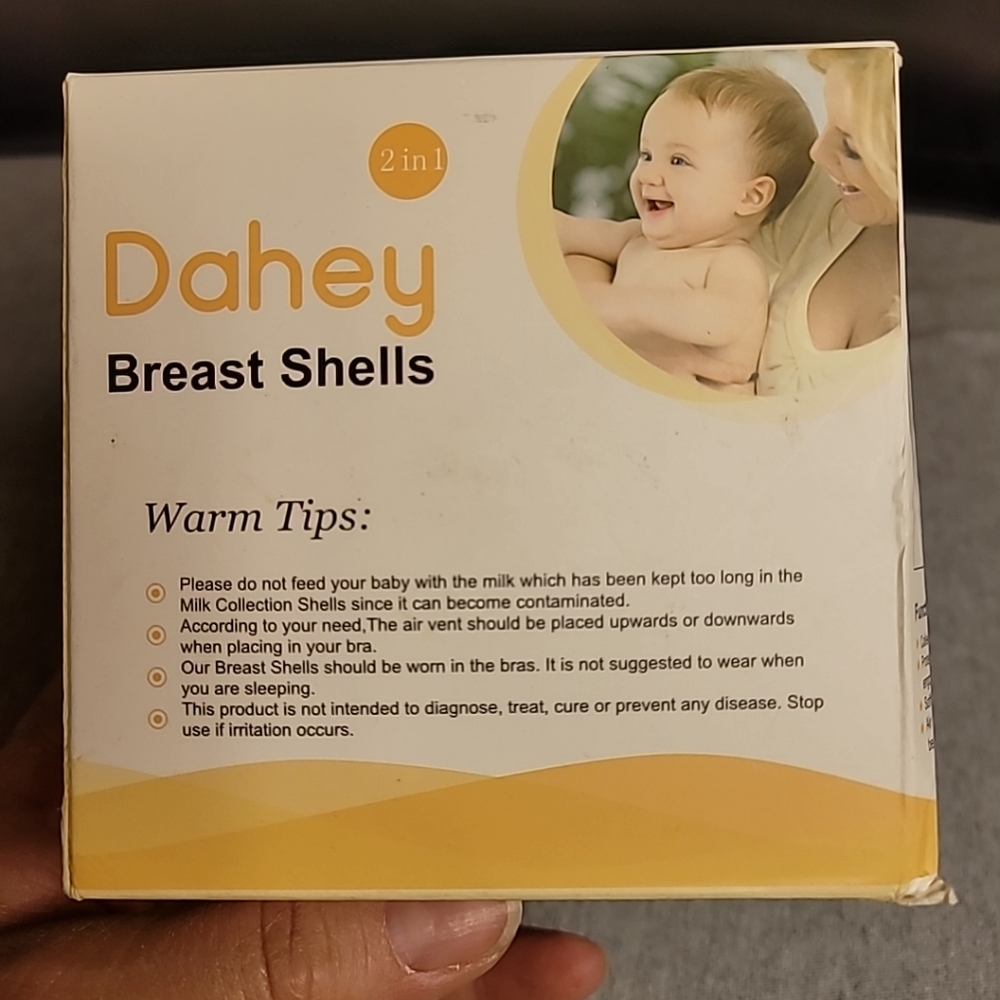 2 in 1
Dahey
Breast Shells
Warm Tips:
Please do not feed your baby with the milk which has been kept too long in the
Milk Collection Shells since it can become contaminated.
According to your need,The air vent should be placed upwards or downwards
when placing in your bra.
Our Breast Shells should be worn in the bras. It is not suggested to wear when
you are sleeping.
This product is not intended to diagnose, treat, cure or prevent any disease. Stop
use if irritation occurs.